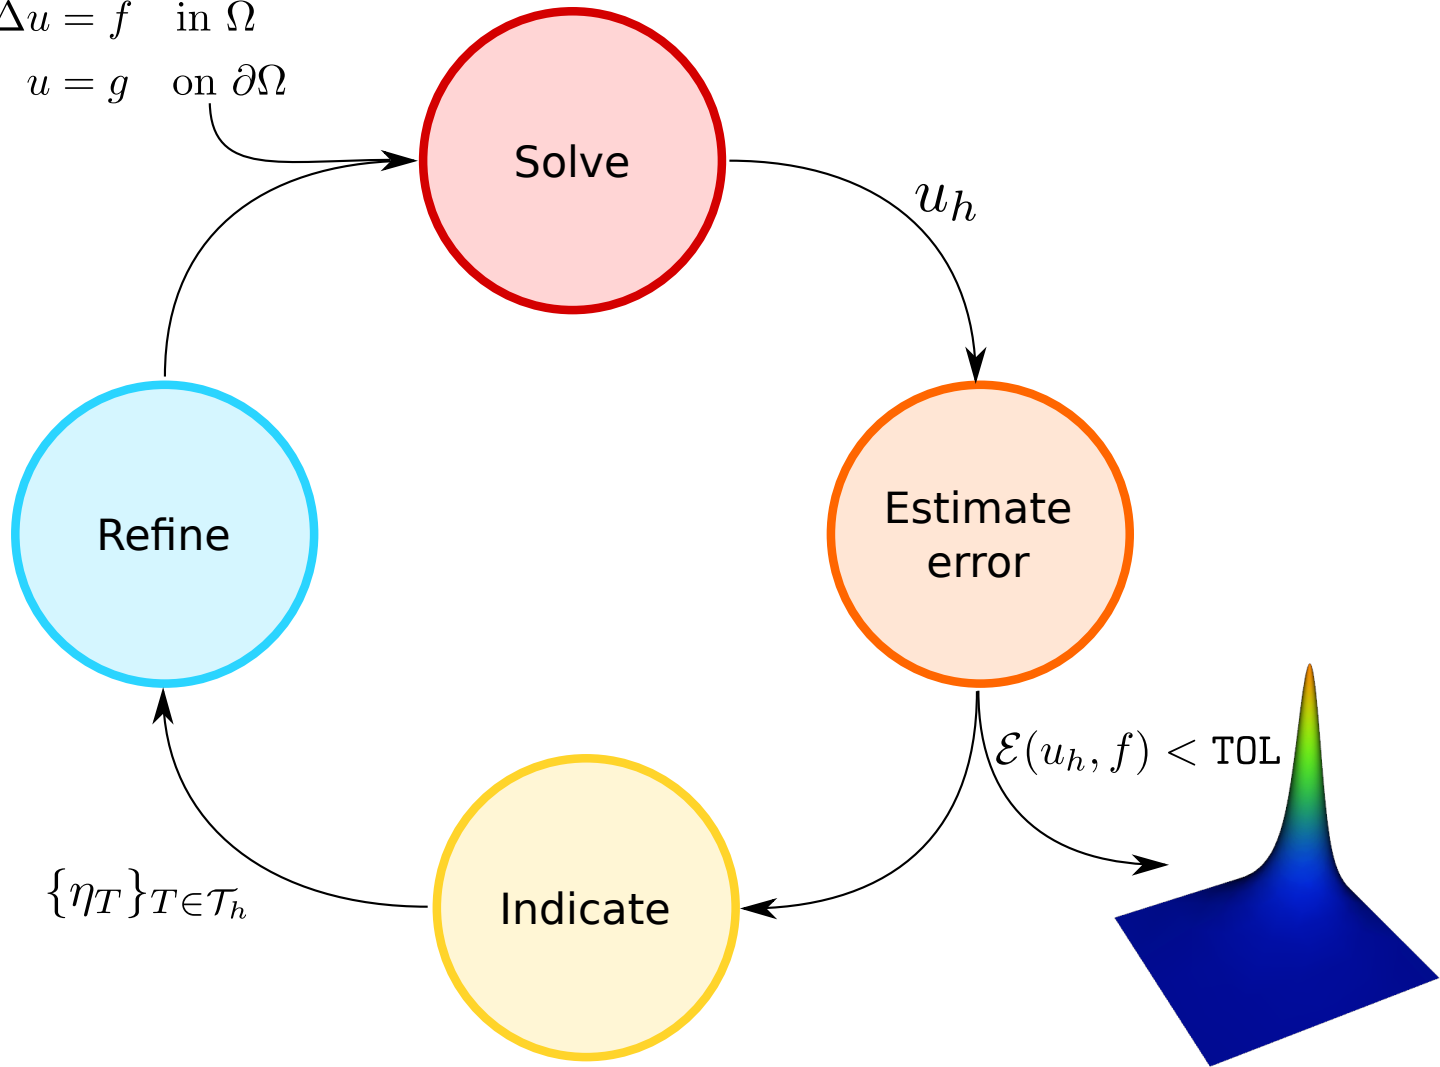 Δu = f in Ω
u = g on ∂Ω
Solve
u_h
Estimate
error
Refine
ℰ(u_h, f) < TOL
{η_T}_{T∈𝒯_h}
Indicate